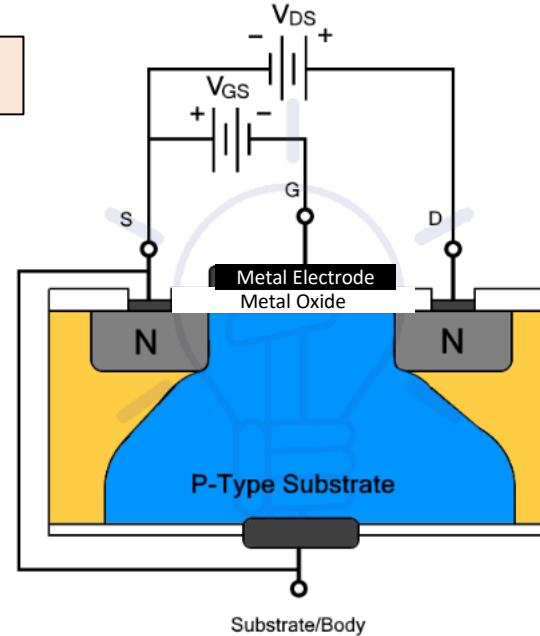 VDS
− +
VGS
+ −
G
S
D
Metal Electrode
Metal Oxide
N
N
P-Type Substrate
Substrate/Body